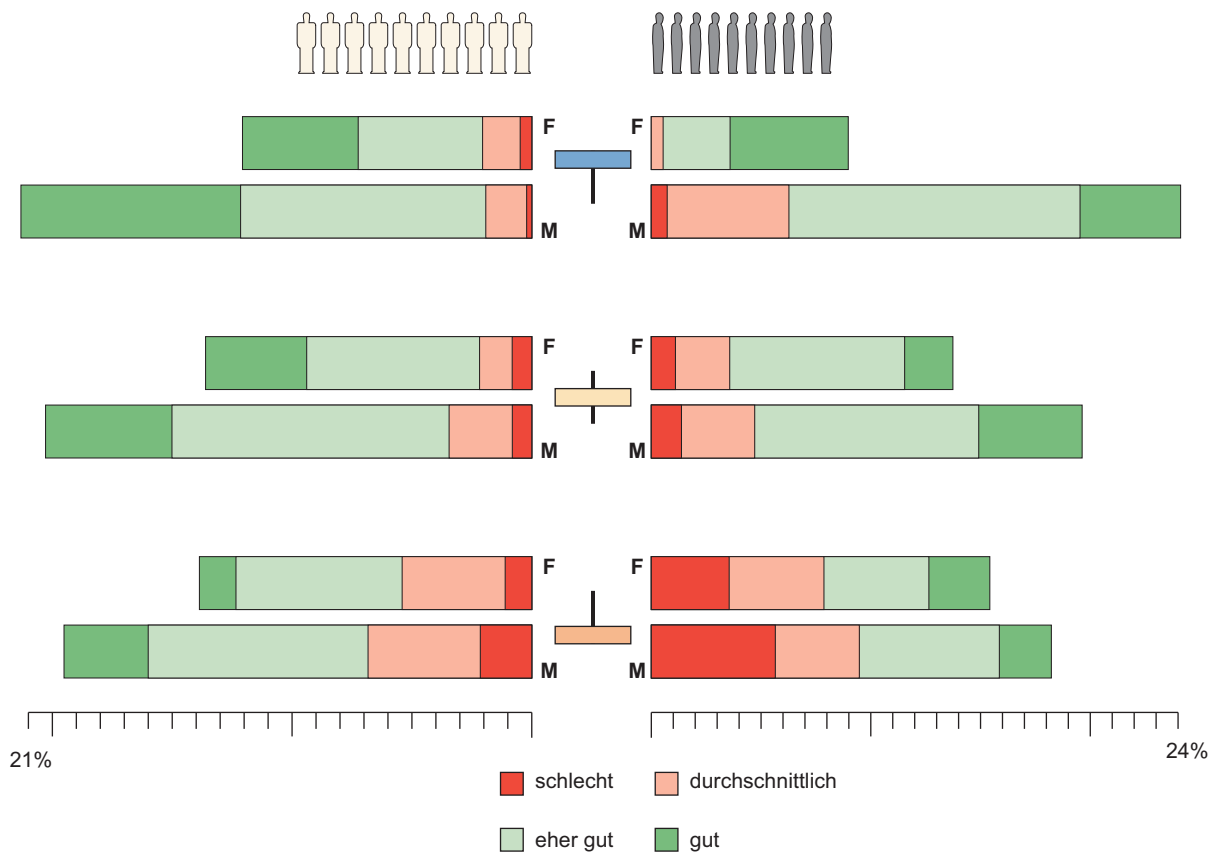 F F
M M
F F
M M
F F
M M
21% 24%
schlecht durchschnittlich
eher gut gut